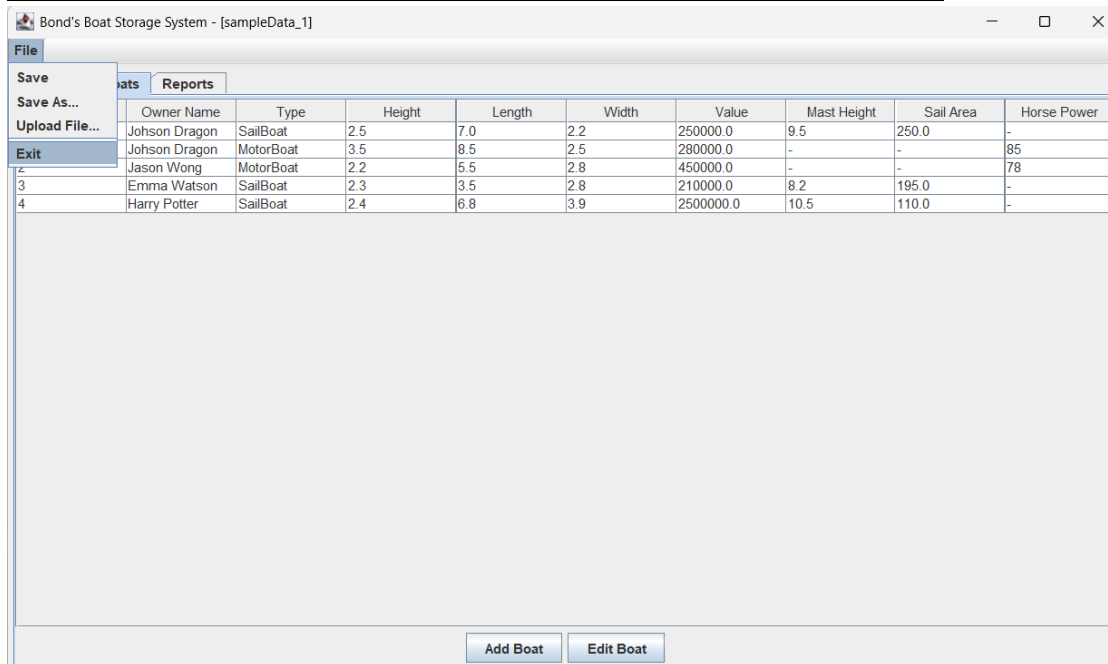 Bond's Boat Storage System - [sampleData_1]
File
Save
Save As...
Upload File...
Exit
Reports
Owner Name Type Height Length Width Value Mast Height Sail Area Horse Power
Johson Dragon SailBoat 2.5 7.0 2.2 250000.0 9.5 250.0 -
Johson Dragon MotorBoat 3.5 8.5 2.5 280000.0 - - 85
2 Jason Wong MotorBoat 2.2 5.5 2.8 450000.0 - - 78
3 Emma Watson SailBoat 2.3 3.5 2.8 210000.0 8.2 195.0 -
4 Harry Potter SailBoat 2.4 6.8 3.9 2500000.0 10.5 110.0 -
Add Boat Edit Boat